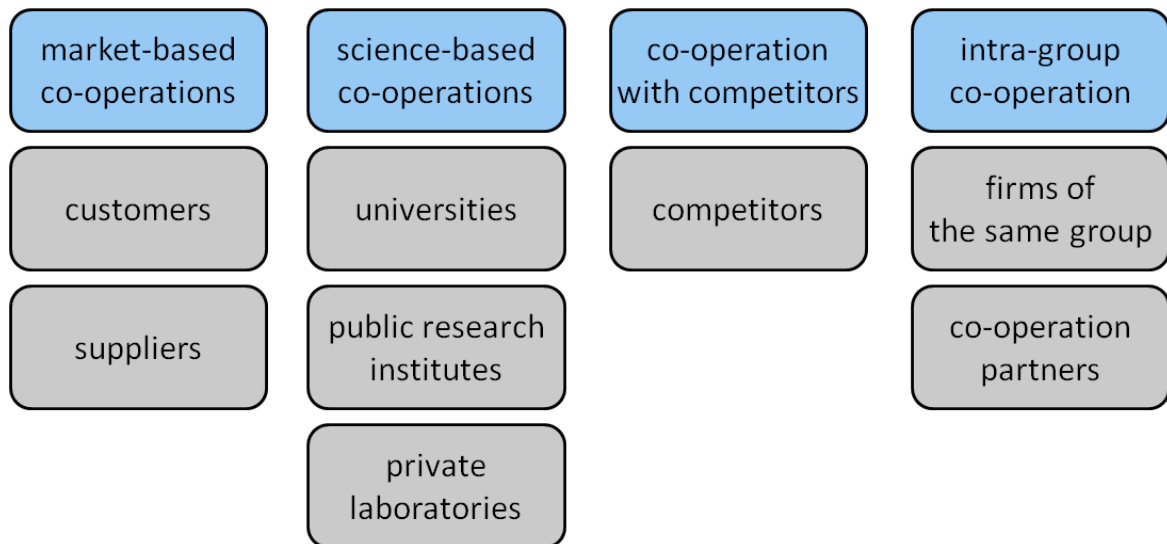 market-based
co-operations
science-based
co-operations
co-operation
with competitors
intra-group
co-operation
customers
universities
competitors
firms of
the same group
suppliers
public research
institutes
co-operation
partners
private
laboratories